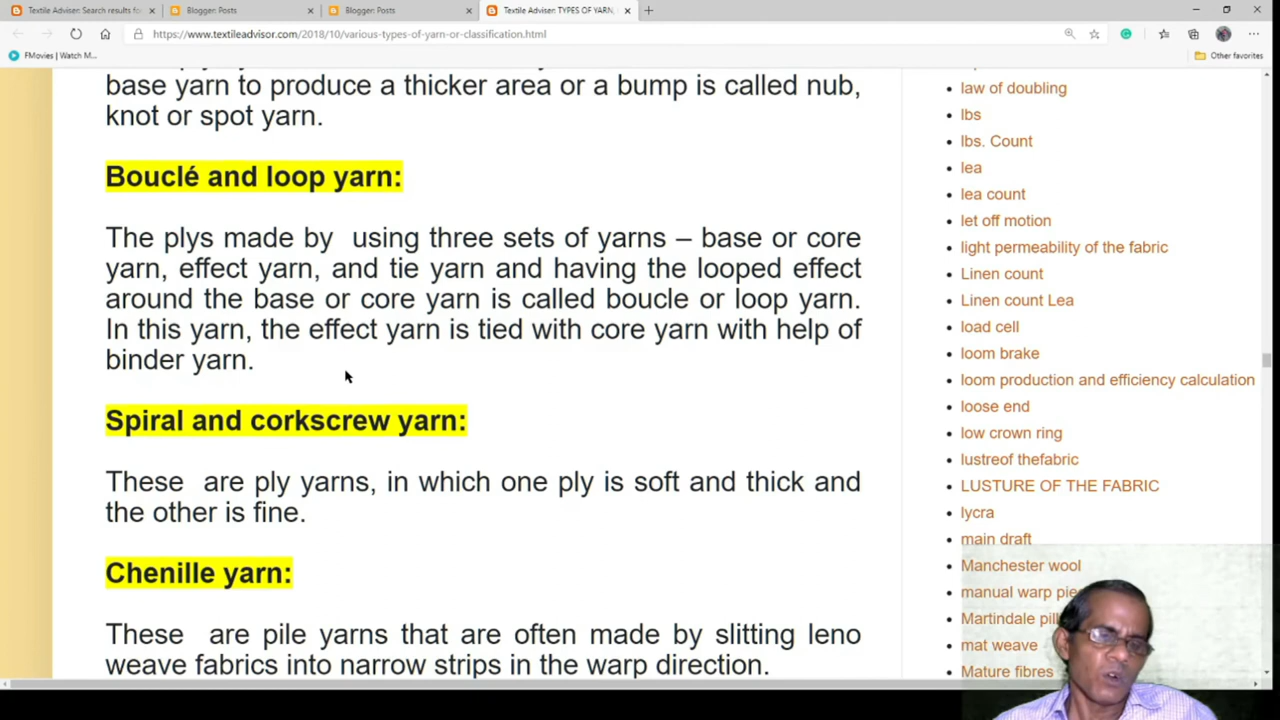 Textile Adviser: Search results fo
Blogger: Posts
Blogger: Posts
Textile Adviser: TYPES OF YARN,
https://www.textileadvisor.com/2018/10/various-types-of-yarn-or-classification.html
FMovies | Watch M...
Other favorites
base yarn to produce a thicker area or a bump is called nub,
knot or spot yarn.
Bouclé and loop yarn:
The plys made by using three sets of yarns – base or core
yarn, effect yarn, and tie yarn and having the looped effect
around the base or core yarn is called boucle or loop yarn.
In this yarn, the effect yarn is tied with core yarn with help of
binder yarn.
Spiral and corkscrew yarn:
These are ply yarns, in which one ply is soft and thick and
the other is fine.
Chenille yarn:
These are pile yarns that are often made by slitting leno
weave fabrics into narrow strips in the warp direction.
law of doubling
lbs
lbs. Count
lea
lea count
let off motion
light permeability of the fabric
Linen count
Linen count Lea
load cell
loom brake
loom production and efficiency calculation
loose end
low crown ring
lustreof thefabric
LUSTURE OF THE FABRIC
lycra
main draft
Manchester wool
manual warp pie
Martindale pill
mat weave
Mature fibres